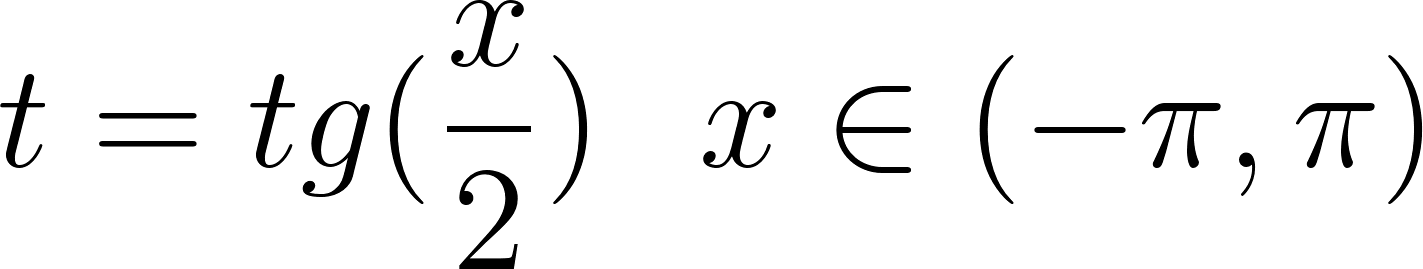 t = tg(x/2) x ∈ (−π, π)